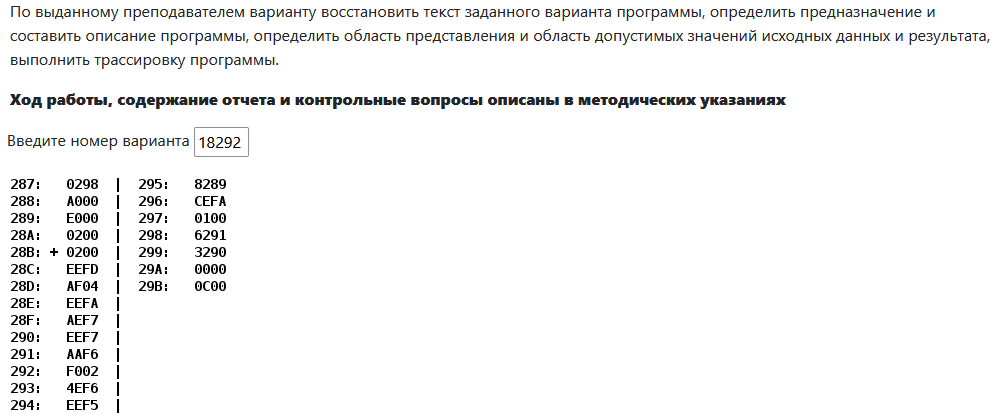 По выданному преподавателем варианту восстановить текст заданного варианта программы, определить предназначение и
составить описание программы, определить область представления и область допустимых значений исходных данных и результата,
выполнить трассировку программы.
Ход работы, содержание отчета и контрольные вопросы описаны в методических указаниях
Введите номер варианта 18292
287: 0298 | 295: 8289
288: A000 | 296: CEFA
289: E000 | 297: 0100
28A: 0200 | 298: 6291
28B: + 0200 | 299: 3290
28C: EEFD | 29A: 0000
28D: AF04 | 29B: 0C00
28E: EEFA |
28F: AEF7 |
290: EEF7 |
291: AAF6 |
292: F002 |
293: 4EF6 |
294: EEF5 |